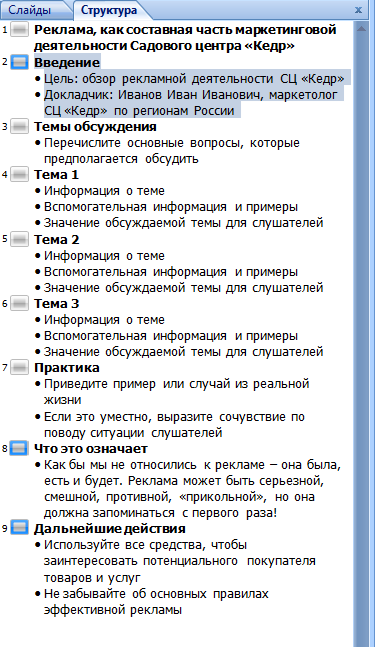 Слайды Структура x
1 Реклама, как составная часть маркетинговой
деятельности Садового центра «Кедр»
2 Введение
• Цель: обзор рекламной деятельности СЦ «Кедр»
• Докладчик: Иванов Иван Иванович, маркетолог
СЦ «Кедр» по регионам России
3 Темы обсуждения
• Перечислите основные вопросы, которые
предполагается обсудить
4 Тема 1
• Информация о теме
• Вспомогательная информация и примеры
• Значение обсуждаемой темы для слушателей
5 Тема 2
• Информация о теме
• Вспомогательная информация и примеры
• Значение обсуждаемой темы для слушателей
6 Тема 3
• Информация о теме
• Вспомогательная информация и примеры
• Значение обсуждаемой темы для слушателей
7 Практика
• Приведите пример или случай из реальной
жизни
• Если это уместно, выразите сочувствие по
поводу ситуации слушателей
8 Что это означает
• Как бы мы не относились к рекламе – она была,
есть и будет. Реклама может быть серьезной,
смешной, противной, «прикольной», но она
должна запоминаться с первого раза!
9 Дальнейшие действия
• Используйте все средства, чтобы
заинтересовать потенциального покупателя
товаров и услуг
• Не забывайте об основных правилах
эффективной рекламы